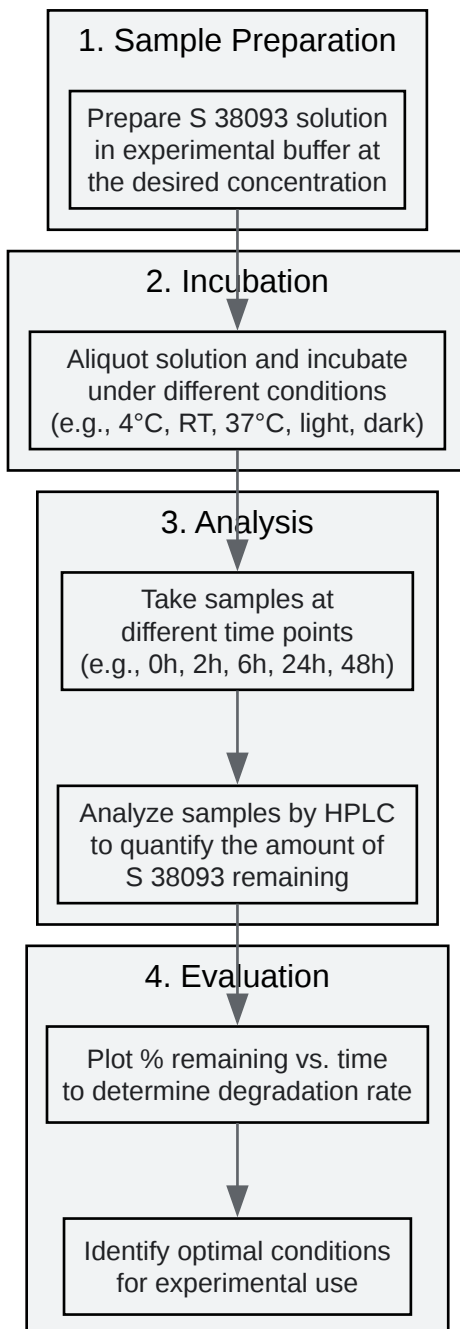 1. Sample Preparation
Prepare S 38093 solution
in experimental buffer at
the desired concentration
2. Incubation
Aliquot solution and incubate
under different conditions
(e.g., 4°C, RT, 37°C, light, dark)
3. Analysis
Take samples at
different time points
(e.g., 0h, 2h, 6h, 24h, 48h)
Analyze samples by HPLC
to quantify the amount of
S 38093 remaining
4. Evaluation
Plot % remaining vs. time
to determine degradation rate
Identify optimal conditions
for experimental use